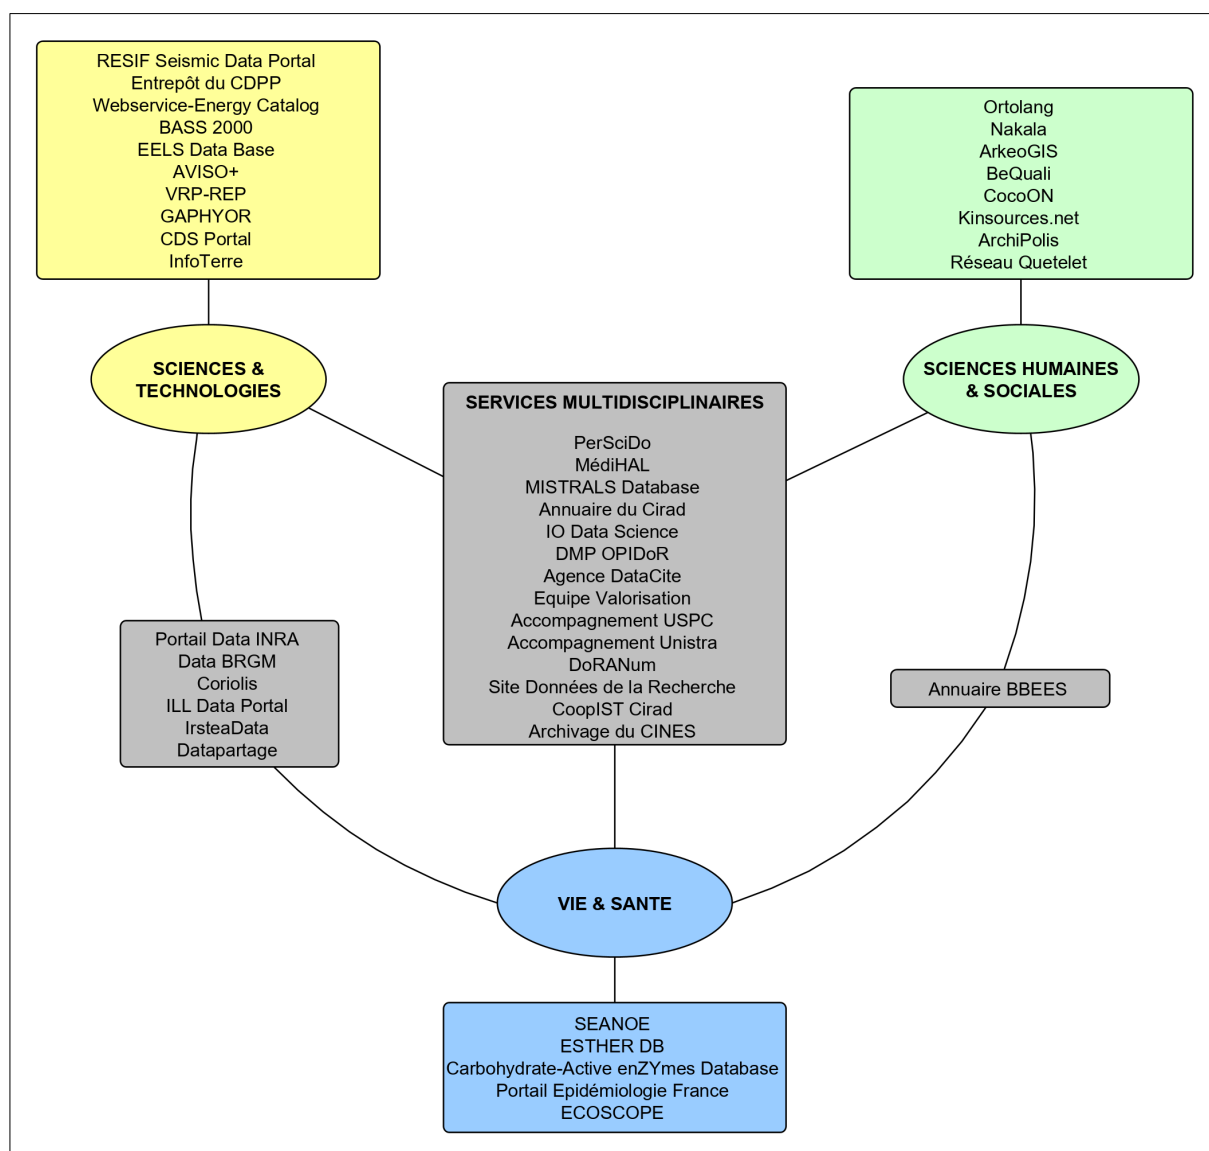 RESIF Seismic Data Portal
Entrepôt du CDPP
Webservice-Energy Catalog
BASS 2000
EELS Data Base
AVISO+
VRP-REP
GAPHYOR
CDS Portal
InfoTerre
Ortolang
Nakala
ArkeoGIS
BeQuali
CocoON
Kinsources.net
ArchiPolis
Réseau Quetelet
SCIENCES &
TECHNOLOGIES
SCIENCES HUMAINES
& SOCIALES
SERVICES MULTIDISCIPLINAIRES
PerSciDo
MédiHAL
MISTRALS Database
Annuaire du Cirad
IO Data Science
DMP OPIDoR
Agence DataCite
Equipe Valorisation
Accompagnement USPC
Accompagnement Unistra
DoRANum
Site Données de la Recherche
CoopIST Cirad
Archivage du CINES
Portail Data INRA
Data BRGM
Coriolis
ILL Data Portal
IrsteaData
Datapartage
Annuaire BBEES
VIE & SANTE
SEANOE
ESTHER DB
Carbohydrate-Active enZYmes Database
Portail Epidémiologie France
ECOSCOPE